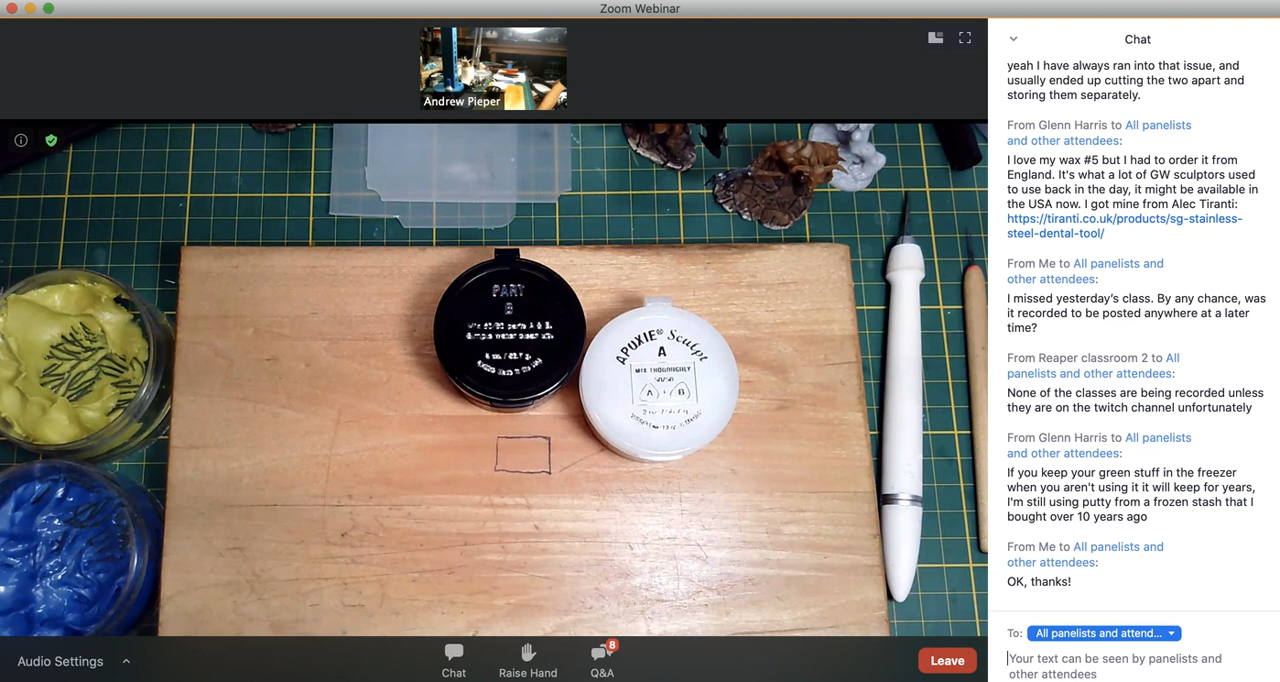 Zoom Webinar
Andrew Pieper
PART
B
APOXIE® Sculpt
A
MIX THOROUGHLY
A
B
Chat
yeah I have always ran into that issue, and
usually ended up cutting the two apart and
storing them separately.
From Glenn Harris to All panelists
and other attendees:
I love my wax #5 but I had to order it from
England. It's what a lot of GW sculptors used
to use back in the day, it might be available in
the USA now. I got mine from Alec Tiranti:
https://tiranti.co.uk/products/sg-stainless-
steel-dental-tool/
From Me to All panelists and
other attendees:
I missed yesterday's class. By any chance, was
it recorded to be posted anywhere at a later
time?
From Reaper classroom 2 to All
panelists and other attendees:
None of the classes are being recorded unless
they are on the twitch channel unfortunately
From Glenn Harris to All panelists
and other attendees:
If you keep your green stuff in the freezer
when you aren't using it it will keep for years,
I'm still using putty from a frozen stash that I
bought over 10 years ago
From Me to All panelists and
other attendees:
OK, thanks!
To: All panelists and attend...
Your text can be seen by panelists and
other attendees
Audio Settings
Chat
Raise Hand
8
Q&A
Leave